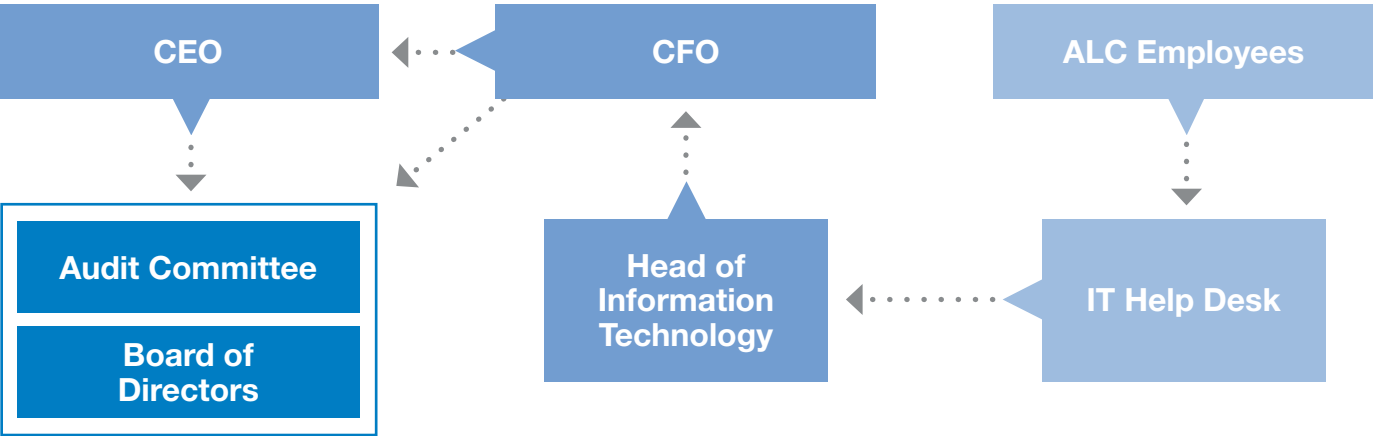 CEO
CFO
ALC Employees
Audit Committee
Board of
Directors
Head of
Information
Technology
IT Help Desk